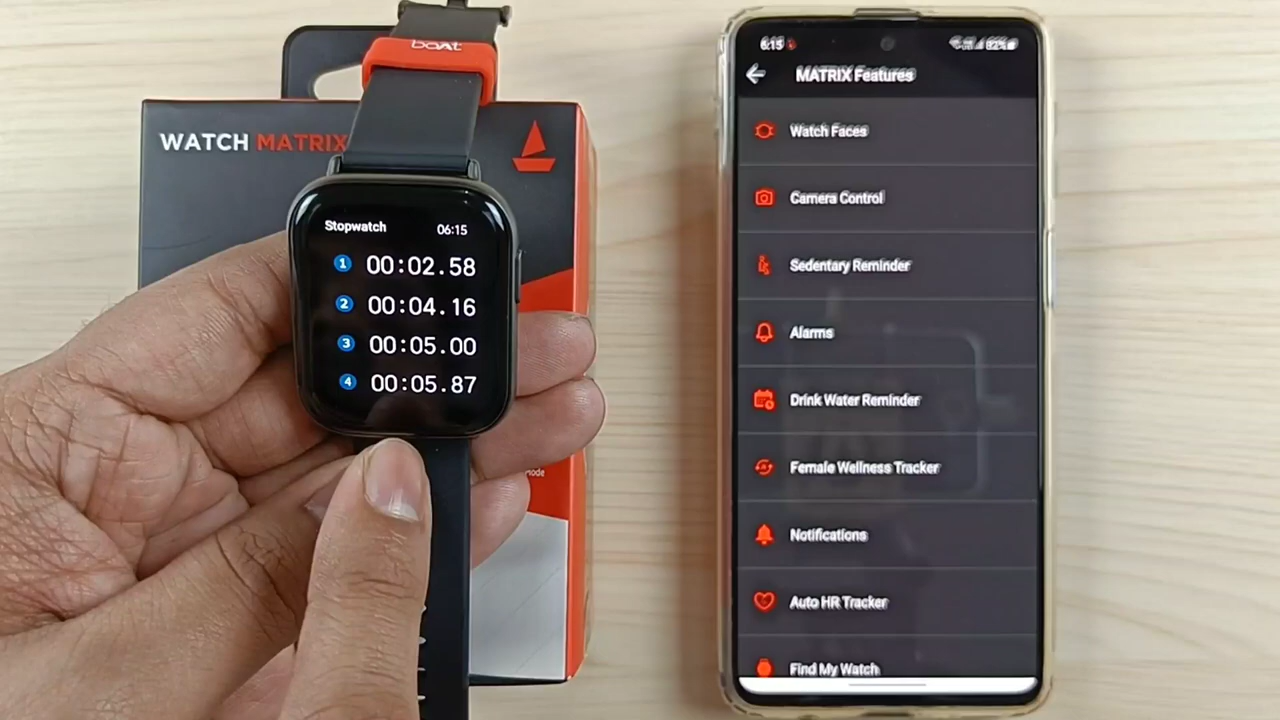 boAt
WATCH MATRIX
Stopwatch 06:15
1 00:02.58
2 00:04.16
3 00:05.00
4 00:05.87
6:15
82%
MATRIX Features
Watch Faces
Camera Control
Sedentary Reminder
Alarms
Drink Water Reminder
Female Wellness Tracker
Notifications
Auto HR Tracker
Find My Watch